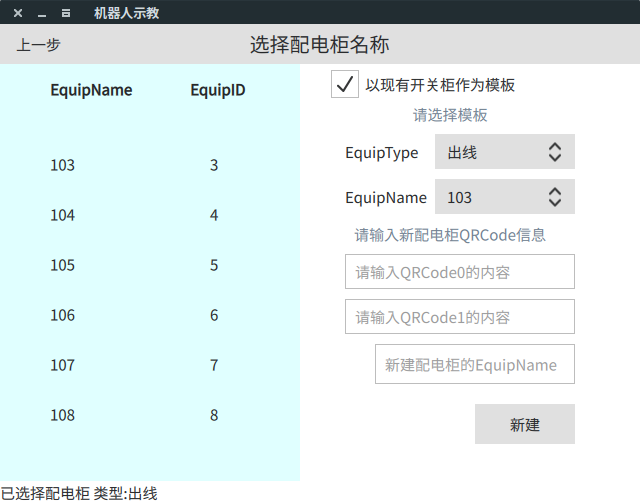 机器人示教
上一步
选择配电柜名称
EquipName EquipID
103 3
104 4
105 5
106 6
107 7
108 8
以现有开关柜作为模板
请选择模板
EquipType 出线
EquipName 103
请输入新配电柜QRCode信息
请输入QRCode0的内容
请输入QRCode1的内容
新建配电柜的EquipName
新建
已选择配电柜 类型:出线